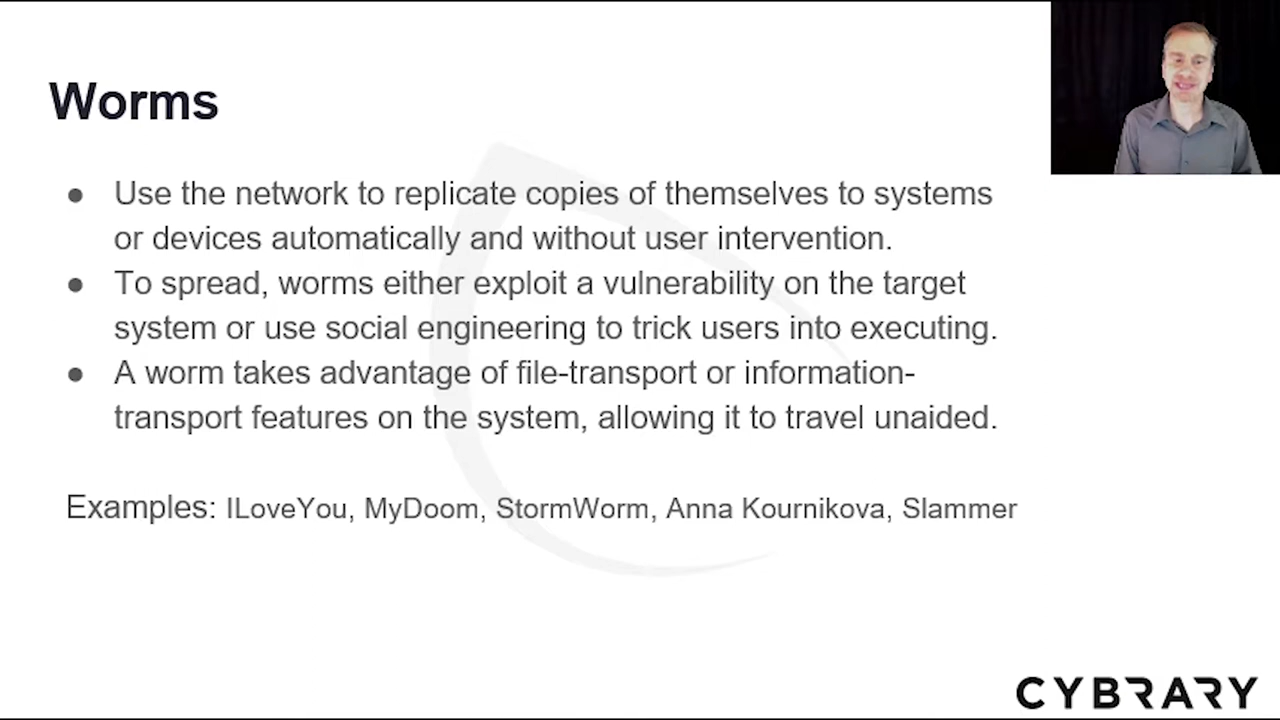 Worms
● Use the network to replicate copies of themselves to systems
or devices automatically and without user intervention.
● To spread, worms either exploit a vulnerability on the target
system or use social engineering to trick users into executing.
● A worm takes advantage of file-transport or information-
transport features on the system, allowing it to travel unaided.
Examples: ILoveYou, MyDoom, StormWorm, Anna Kournikova, Slammer
CYBRARY